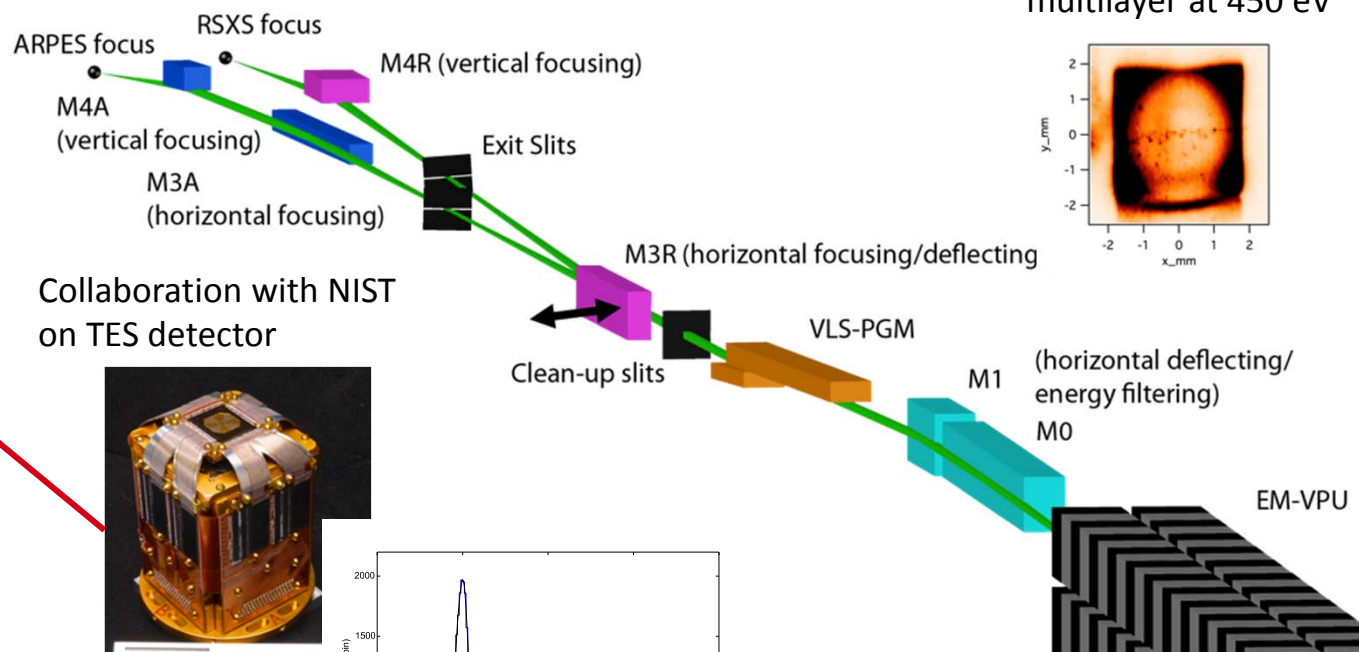 multilayer at 450 eV
RSXS focus
ARPES focus
M4R (vertical focusing)
M4A
(vertical focusing)
Exit Slits
M3A
(horizontal focusing)
M3R (horizontal focusing/deflecting
Collaboration with NIST
on TES detector
VLS-PGM
Clean-up slits
(horizontal deflecting/
energy filtering)
M1
M0
EM-VPU
y_mm
2
1
0
-1
-2
-2 -1 0 1 2
x_mm
2000
1500